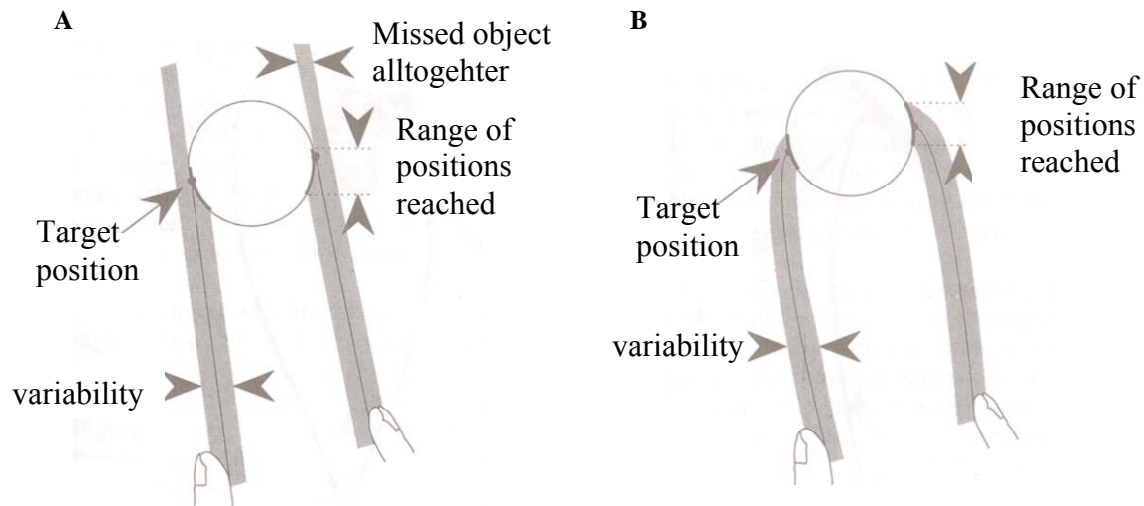 A
Missed object
alltogehter
Range of
positions
reached
Target
position
variability
B
Range of
positions
reached
Target
position
variability